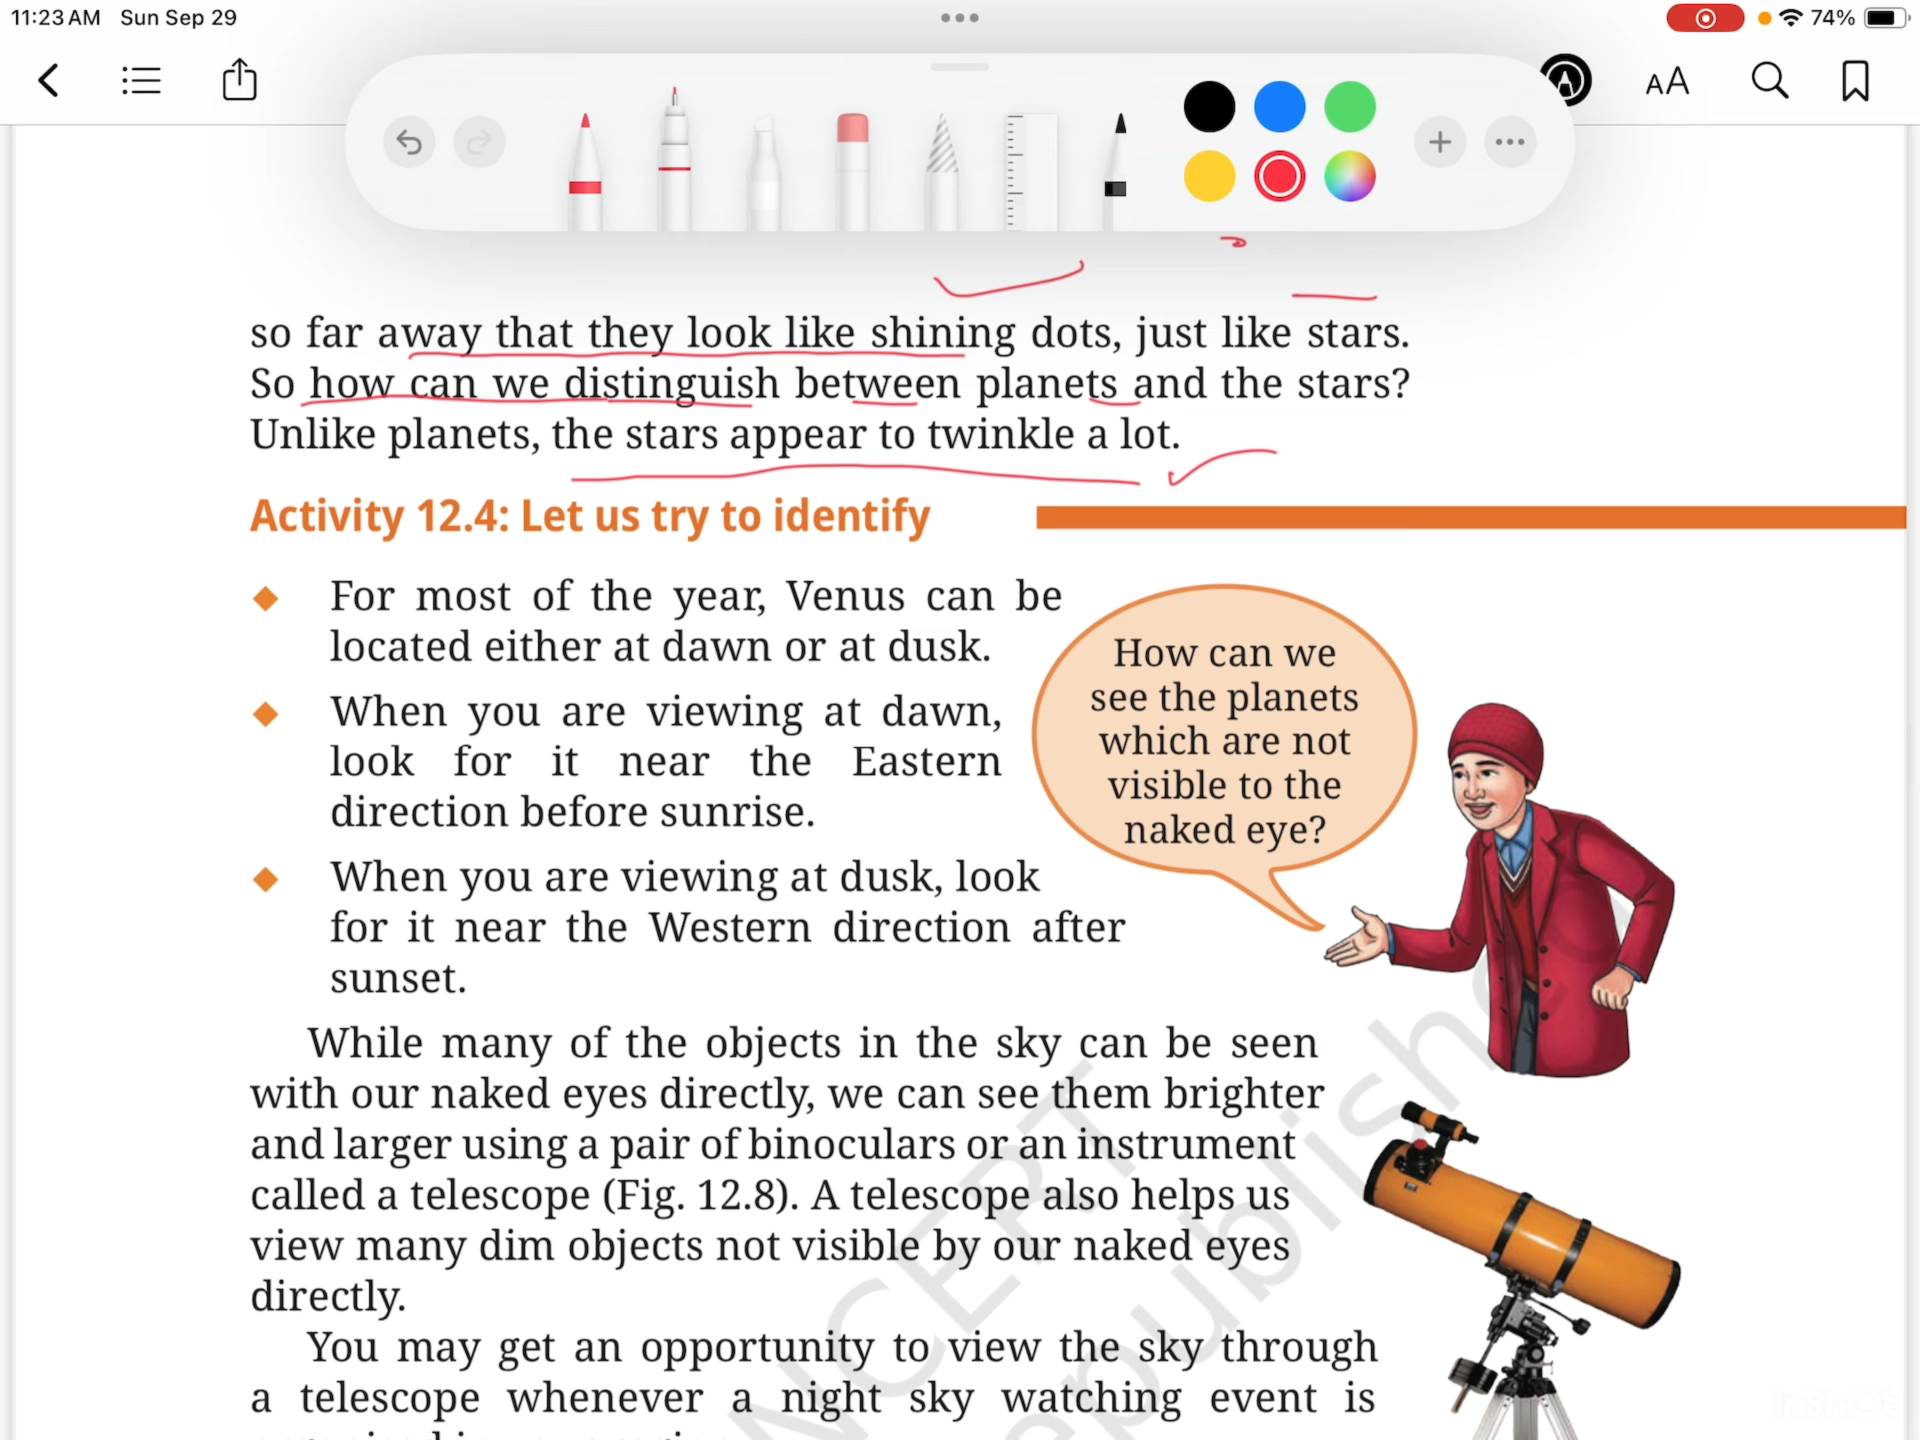 11:23 AM Sun Sep 29
74%
AA
so far away that they look like shining dots, just like stars.
So how can we distinguish between planets and the stars?
Unlike planets, the stars appear to twinkle a lot.
Activity 12.4: Let us try to identify
For most of the year, Venus can be
located either at dawn or at dusk.
When you are viewing at dawn,
look for it near the Eastern
direction before sunrise.
When you are viewing at dusk, look
for it near the Western direction after
sunset.
How can we
see the planets
which are not
visible to the
naked eye?
While many of the objects in the sky can be seen
with our naked eyes directly, we can see them brighter
and larger using a pair of binoculars or an instrument
called a telescope (Fig. 12.8). A telescope also helps us
view many dim objects not visible by our naked eyes
directly.
You may get an opportunity to view the sky through
a telescope whenever a night sky watching event is
NCERT
InShOt